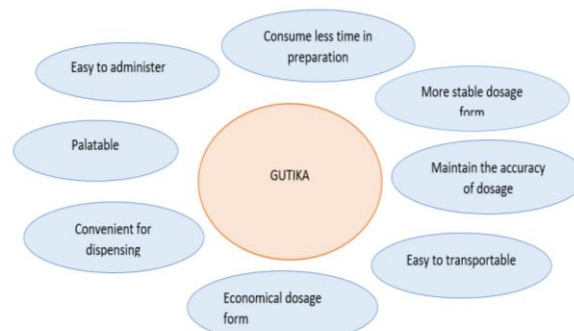 Consume less time in
preparation
Easy to administer
More stable dosage
form
Palatable
GUTIKA
Maintain the accuracy
of dosage
Convenient for
dispensing
Easy to transportable
Economical dosage
form